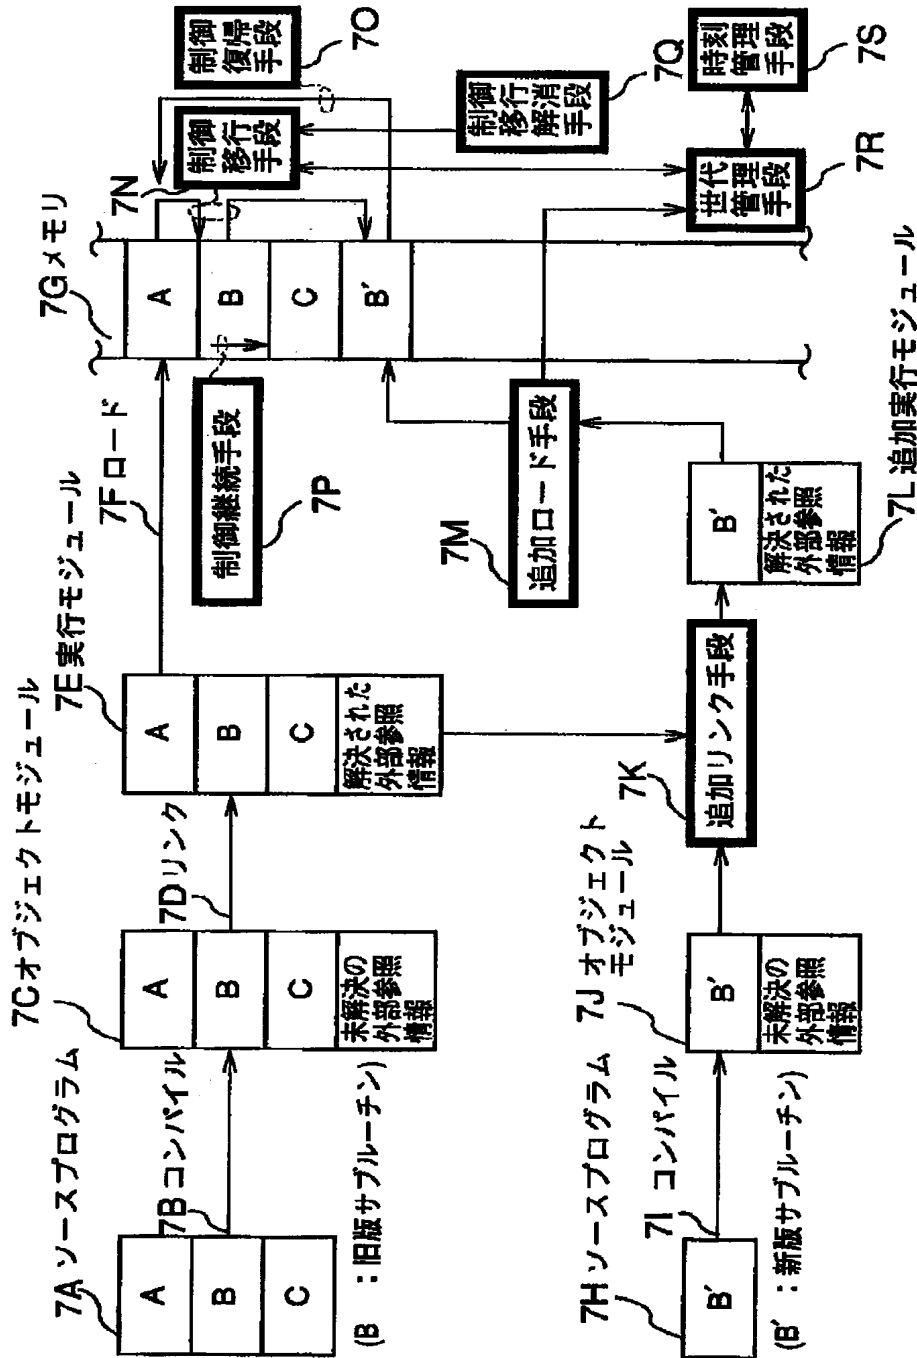 7A ソースプログラム
A
B
C
(B :旧版サブルーチン)
7B コンパイル
7C オブジェクトモジュール
A
B
C
未解決の
外部参照
情報
7D リンク
7E 実行モジュール
A
B
C
解決された
外部参照
情報
7F ロード
7G メモリ
A
B
C
B′
制御継続手段
7P
7N
制御
移行
手段
制御
復帰
手段
7O
7Q
制御
移行
解消
手段
時刻
管理
手段
7S
世代
管理
手段
7R
7H ソースプログラム
B′
(B′ :新版サブルーチン)
7I コンパイル
7J オブジェクト
モジュール
B′
未解決の
外部参照
情報
7K
追加リンク手段
7M
追加ロード手段
B′
解決された
外部参照
情報
7L 追加実行モジュール